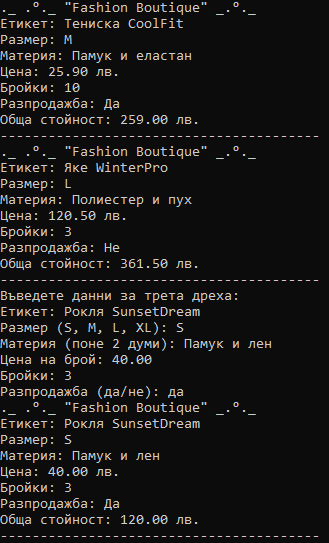 ._ .º._ "Fashion Boutique" _.º._
Етикет: Тениска CoolFit
Размер: M
Материя: Памук и еластан
Цена: 25.90 лв.
Бройки: 10
Разпродажба: Да
Обща стойност: 259.00 лв.
----------------------------------------
._ .º._ "Fashion Boutique" _.º._
Етикет: Яке WinterPro
Размер: L
Материя: Полиестер и пух
Цена: 120.50 лв.
Бройки: 3
Разпродажба: Не
Обща стойност: 361.50 лв.
----------------------------------------
Въведете данни за трета дреха:
Етикет: Рокля SunsetDream
Размер (S, M, L, XL): S
Материя (поне 2 думи): Памук и лен
Цена на брой: 40.00
Бройки: 3
Разпродажба (да/не): да
._ .º._ "Fashion Boutique" _.º._
Етикет: Рокля SunsetDream
Размер: S
Материя: Памук и лен
Цена: 40.00 лв.
Бройки: 3
Разпродажба: Да
Обща стойност: 120.00 лв.
----------------------------------------